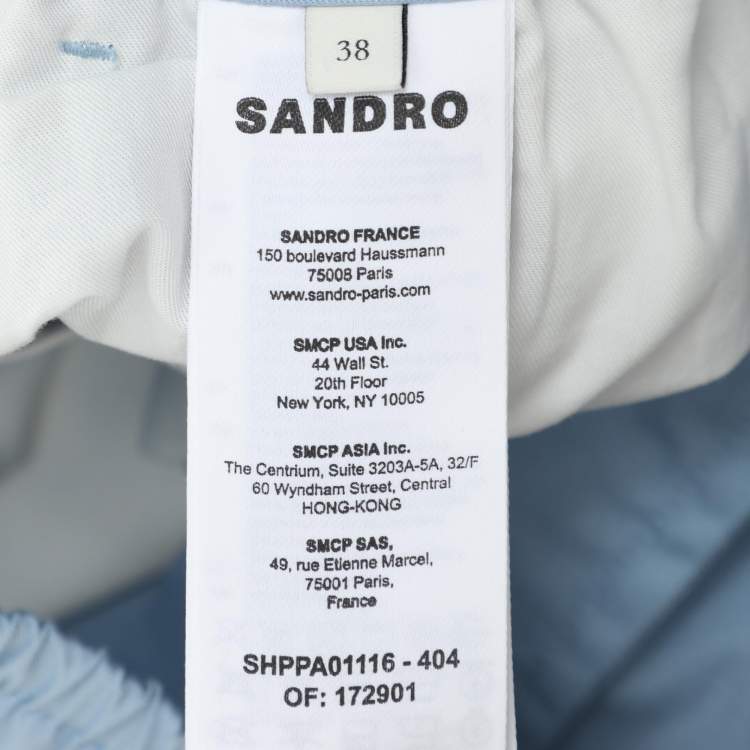 38
SANDRO
SANDRO FRANCE
150 boulevard Haussmann
75008 Paris
www.sandro-paris.com
SMCP USA Inc.
44 Wall St.
20th Floor
New York, NY 10005
SMCP ASIA Inc.
The Centrium, Suite 3203A-5A, 32/F
60 Wyndham Street, Central
HONG-KONG
SMCP SAS,
49, rue Etienne Marcel,
75001 Paris,
France
SHPPA01116 - 404
OF: 172901